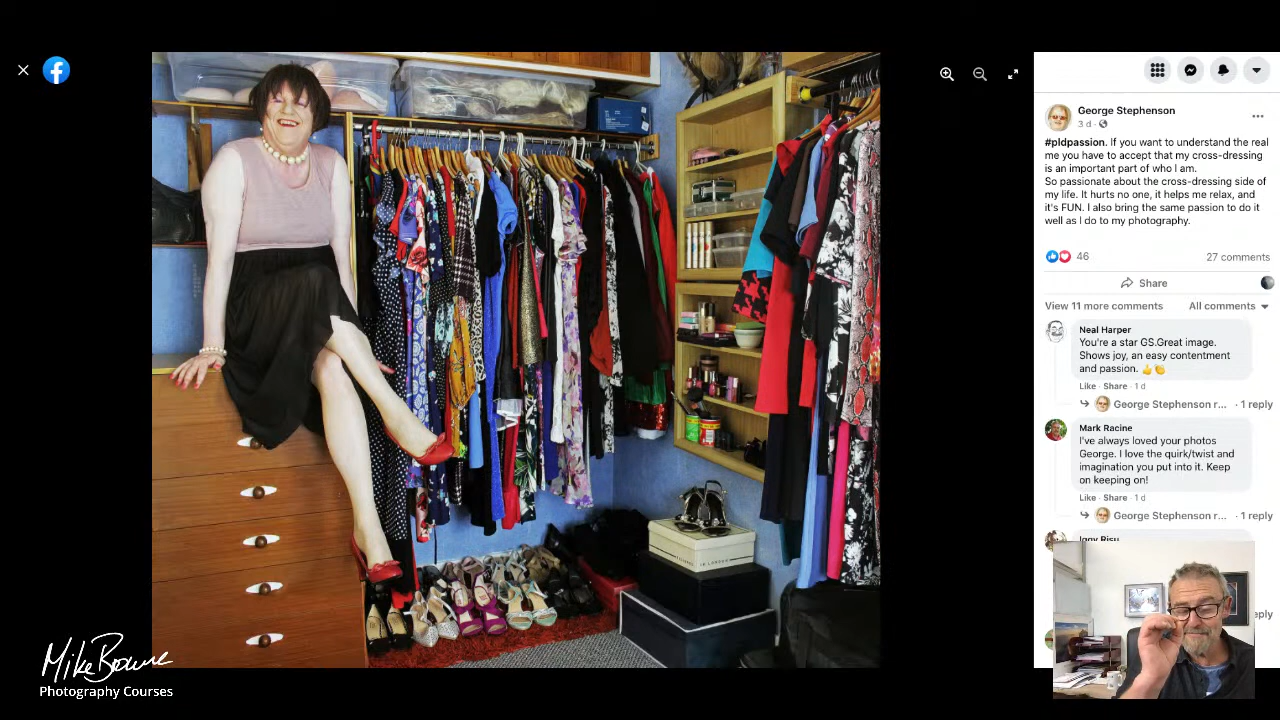 George Stephenson
3 d ·
#pldpassion. If you want to understand the real
me you have to accept that my cross-dressing
is an important part of who I am.
So passionate about the cross-dressing side of
my life. It hurts no one, it helps me relax, and
it's FUN. I also bring the same passion to do it
well as I do to my photography.
46
27 comments
Share
View 11 more comments
All comments
Neal Harper
You're a star GS.Great image.
Shows joy, an easy contentment
and passion. 👍👏
Like · Share · 1 d
George Stephenson r... · 1 reply
Mark Racine
I've always loved your photos
George. I love the quirk/twist and
imagination you put into it. Keep
on keeping on!
Like · Share · 1 d
George Stephenson r... · 1 reply
Iggy Risu
eply
Mike Browne
Photography Courses